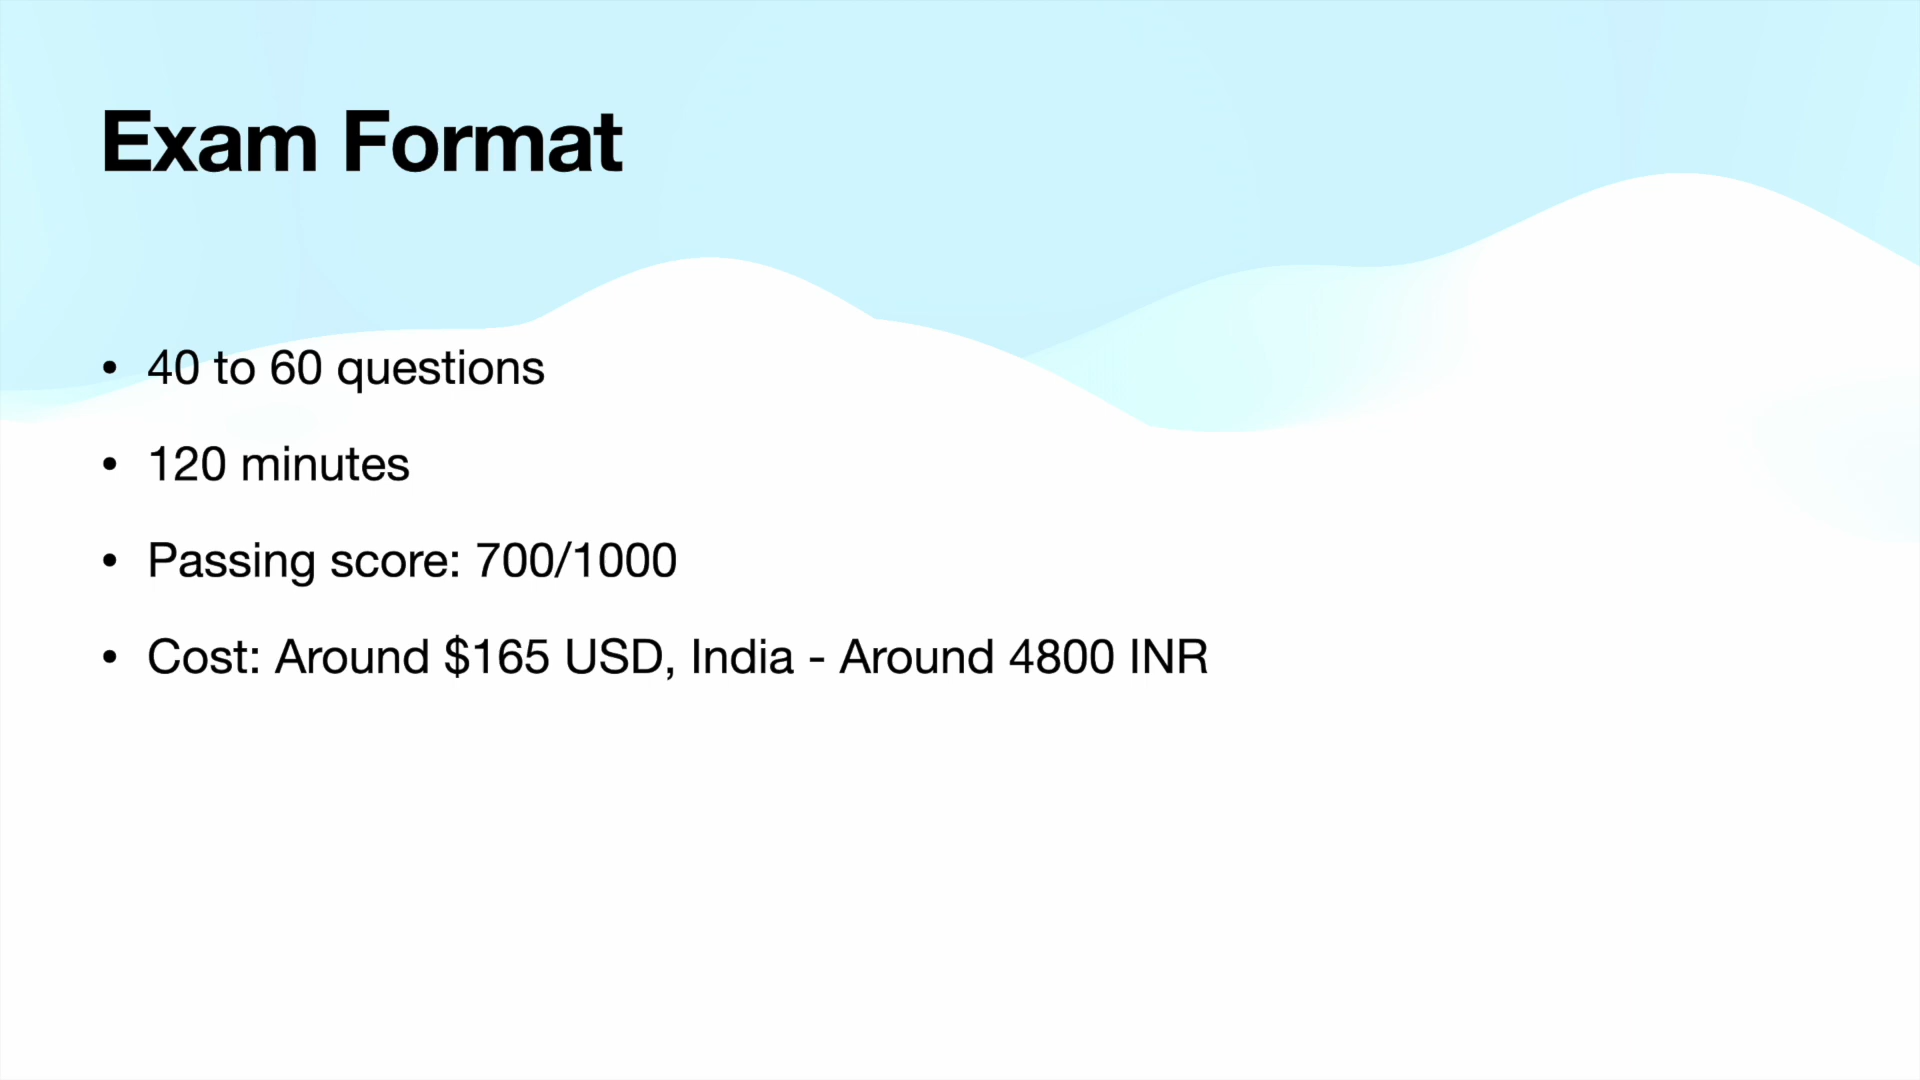 Exam Format
• 40 to 60 questions
• 120 minutes
• Passing score: 700/1000
• Cost: Around $165 USD, India - Around 4800 INR